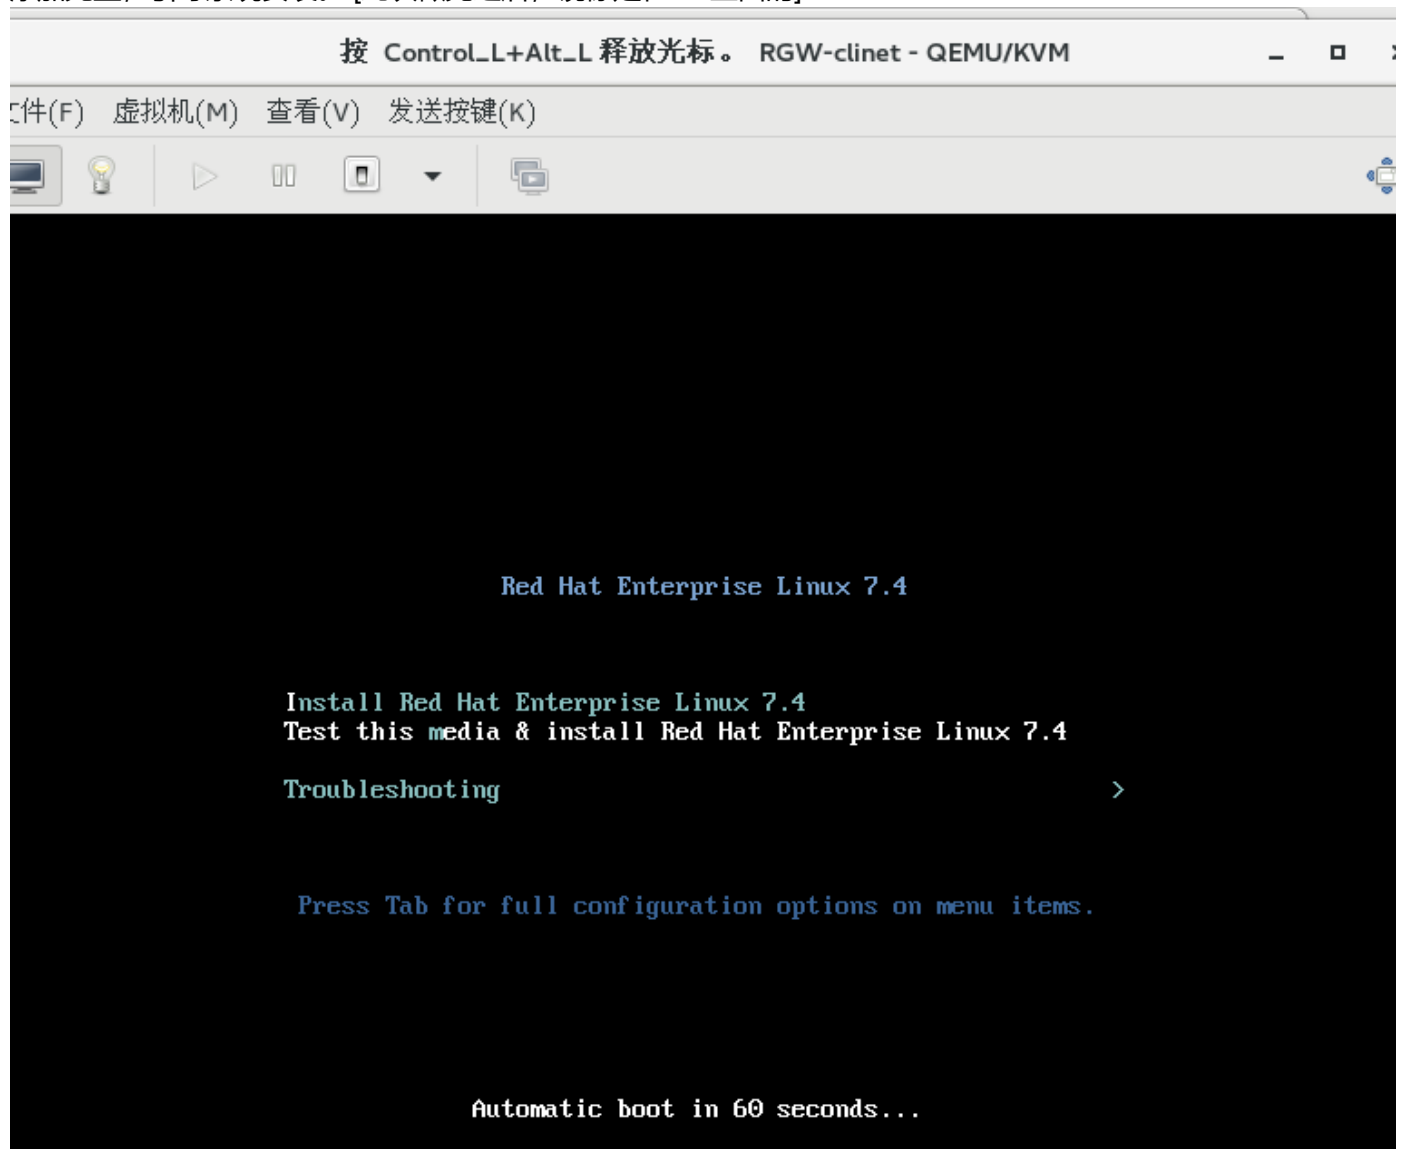 按 Control_L+Alt_L 释放光标。 RGW-clinet - QEMU/KVM
件(F) 虚拟机(M) 查看(V) 发送按键(K)
Red Hat Enterprise Linux 7.4
Install Red Hat Enterprise Linux 7.4
Test this media & install Red Hat Enterprise Linux 7.4
Troubleshooting >
Press Tab for full configuration options on menu items.
Automatic boot in 60 seconds...